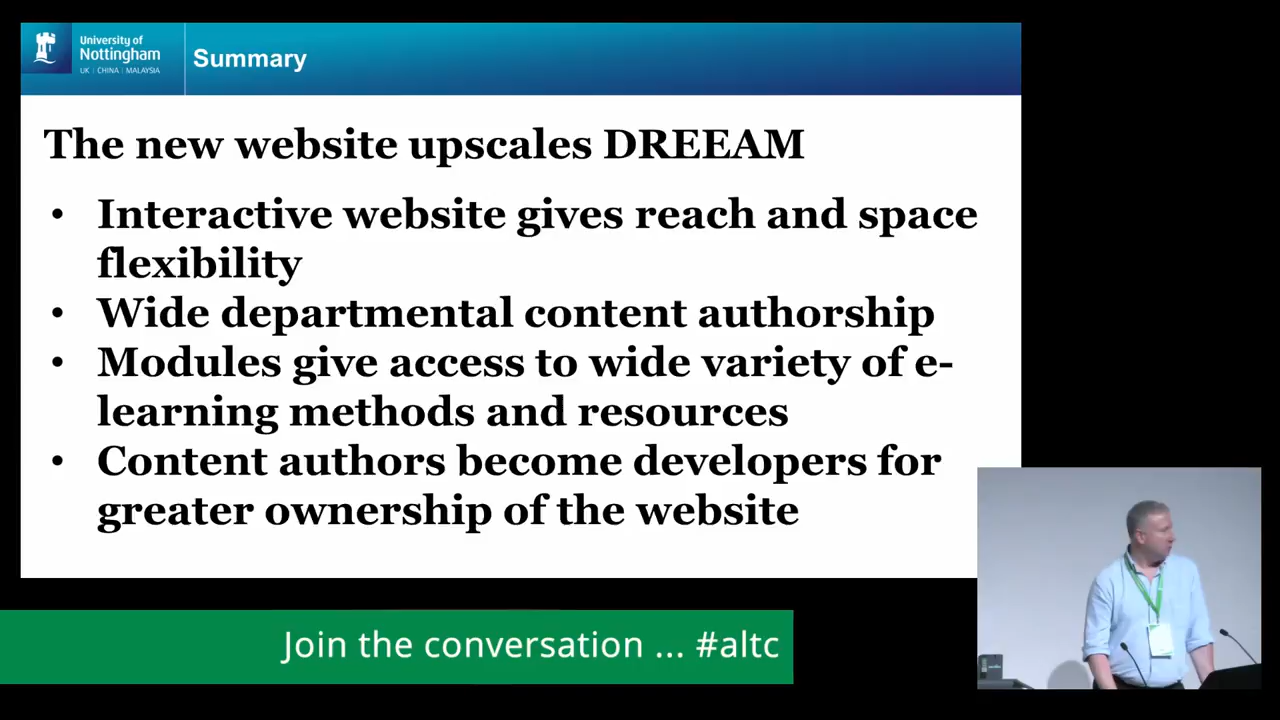 University of
Nottingham
UK | CHINA | MALAYSIA
Summary
The new website upscales DREEAM
• Interactive website gives reach and space
flexibility
• Wide departmental content authorship
• Modules give access to wide variety of e-
learning methods and resources
• Content authors become developers for
greater ownership of the website
Join the conversation ... #altc